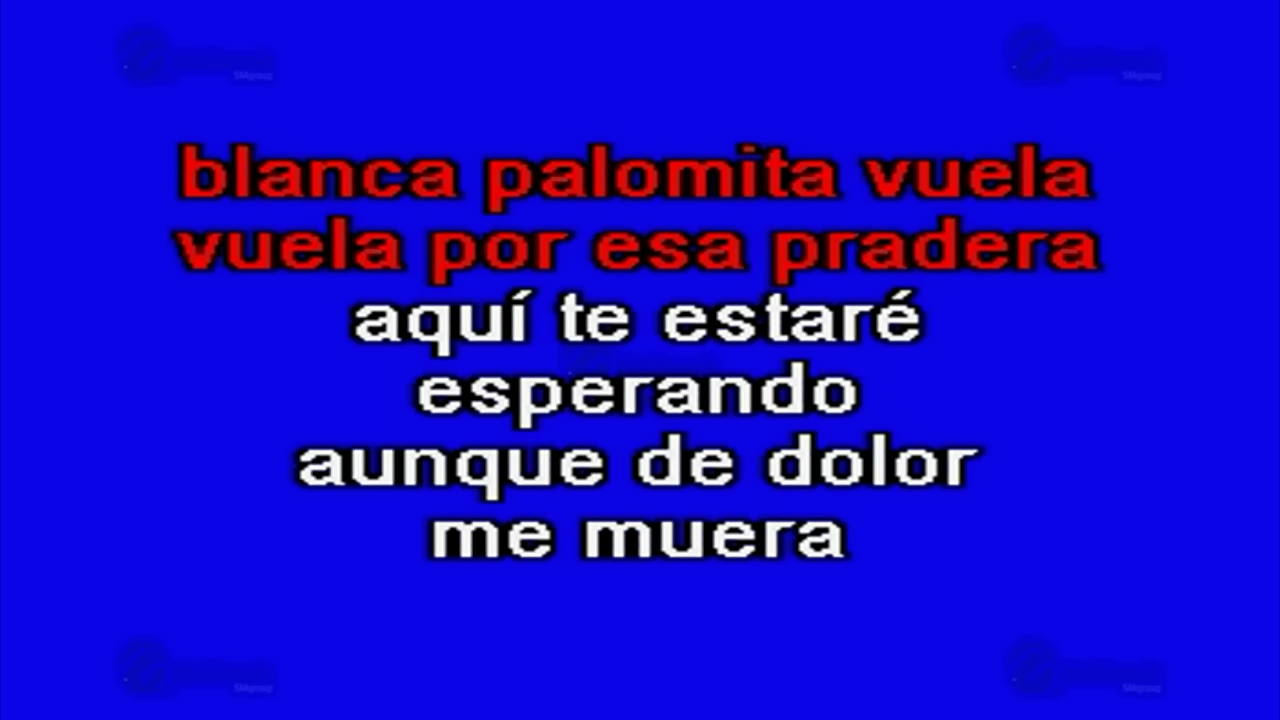 blanca palomita vuela
vuela por esa pradera
aquí te estaré
esperando
aunque de dolor
me muera